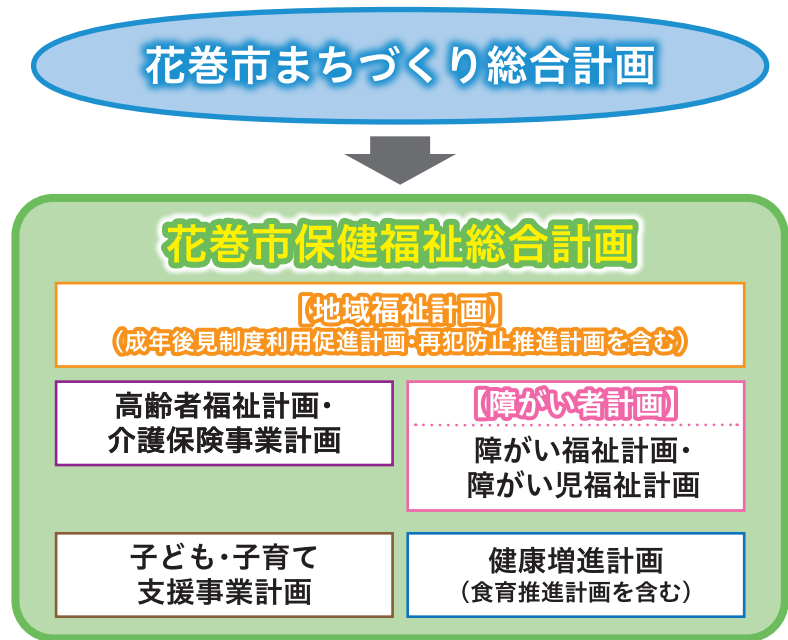 花巻市まちづくり総合計画
花巻市保健福祉総合計画
【地域福祉計画】
（成年後見制度利用促進計画・再犯防止推進計画を含む）
高齢者福祉計画・
介護保険事業計画
【障がい者計画】
障がい福祉計画・
障がい児福祉計画
子ども・子育て
支援事業計画
健康増進計画
（食育推進計画を含む）